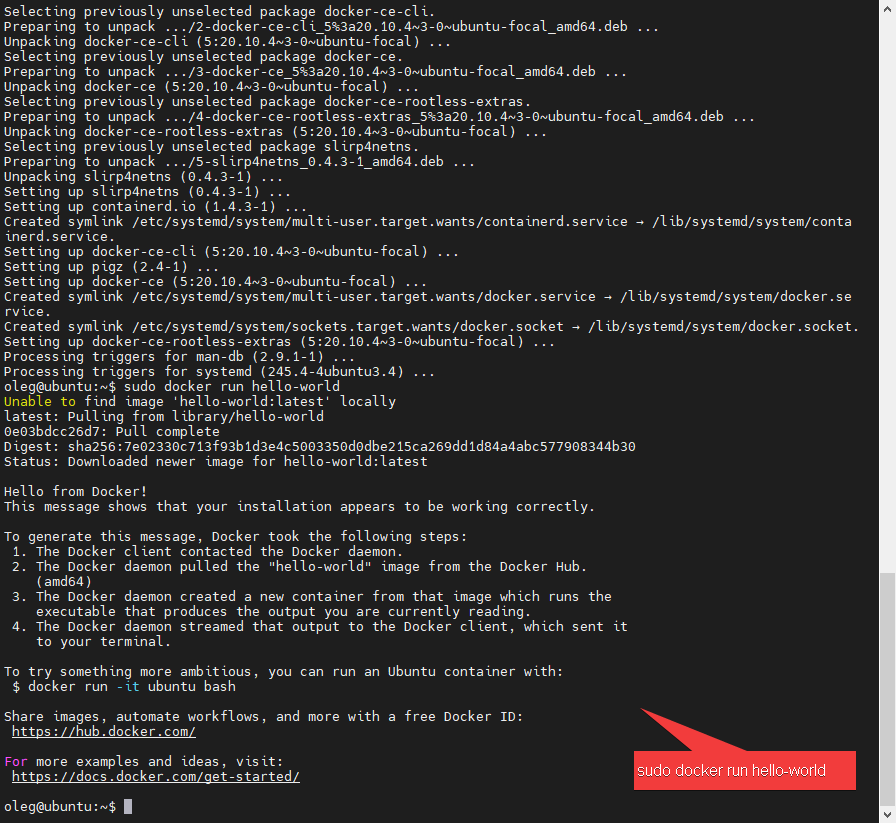 Selecting previously unselected package docker-ce-cli.
Preparing to unpack .../2-docker-ce-cli_5%3a20.10.4~3-0~ubuntu-focal_amd64.deb ...
Unpacking docker-ce-cli (5:20.10.4~3-0~ubuntu-focal) ...
Selecting previously unselected package docker-ce.
Preparing to unpack .../3-docker-ce_5%3a20.10.4~3-0~ubuntu-focal_amd64.deb ...
Unpacking docker-ce (5:20.10.4~3-0~ubuntu-focal) ...
Selecting previously unselected package docker-ce-rootless-extras.
Preparing to unpack .../4-docker-ce-rootless-extras_5%3a20.10.4~3-0~ubuntu-focal_amd64.deb ...
Unpacking docker-ce-rootless-extras (5:20.10.4~3-0~ubuntu-focal) ...
Selecting previously unselected package slirp4netns.
Preparing to unpack .../5-slirp4netns_0.4.3-1_amd64.deb ...
Unpacking slirp4netns (0.4.3-1) ...
Setting up slirp4netns (0.4.3-1) ...
Setting up containerd.io (1.4.3-1) ...
Created symlink /etc/systemd/system/multi-user.target.wants/containerd.service → /lib/systemd/system/conta
inerd.service.
Setting up docker-ce-cli (5:20.10.4~3-0~ubuntu-focal) ...
Setting up pigz (2.4-1) ...
Setting up docker-ce (5:20.10.4~3-0~ubuntu-focal) ...
Created symlink /etc/systemd/system/multi-user.target.wants/docker.service → /lib/systemd/system/docker.se
rvice.
Created symlink /etc/systemd/system/sockets.target.wants/docker.socket → /lib/systemd/system/docker.socket.
Setting up docker-ce-rootless-extras (5:20.10.4~3-0~ubuntu-focal) ...
Processing triggers for man-db (2.9.1-1) ...
Processing triggers for systemd (245.4-4ubuntu3.4) ...
oleg@ubuntu:~$ sudo docker run hello-world
Unable to find image 'hello-world:latest' locally
latest: Pulling from library/hello-world
0e03bdcc26d7: Pull complete
Digest: sha256:7e02330c713f93b1d3e4c5003350d0dbe215ca269dd1d84a4abc577908344b30
Status: Downloaded newer image for hello-world:latest
Hello from Docker!
This message shows that your installation appears to be working correctly.
To generate this message, Docker took the following steps:
1. The Docker client contacted the Docker daemon.
2. The Docker daemon pulled the "hello-world" image from the Docker Hub.
(amd64)
3. The Docker daemon created a new container from that image which runs the
executable that produces the output you are currently reading.
4. The Docker daemon streamed that output to the Docker client, which sent it
to your terminal.
To try something more ambitious, you can run an Ubuntu container with:
$ docker run -it ubuntu bash
Share images, automate workflows, and more with a free Docker ID:
https://hub.docker.com/
For more examples and ideas, visit:
https://docs.docker.com/get-started/
sudo docker run hello-world
oleg@ubuntu:~$